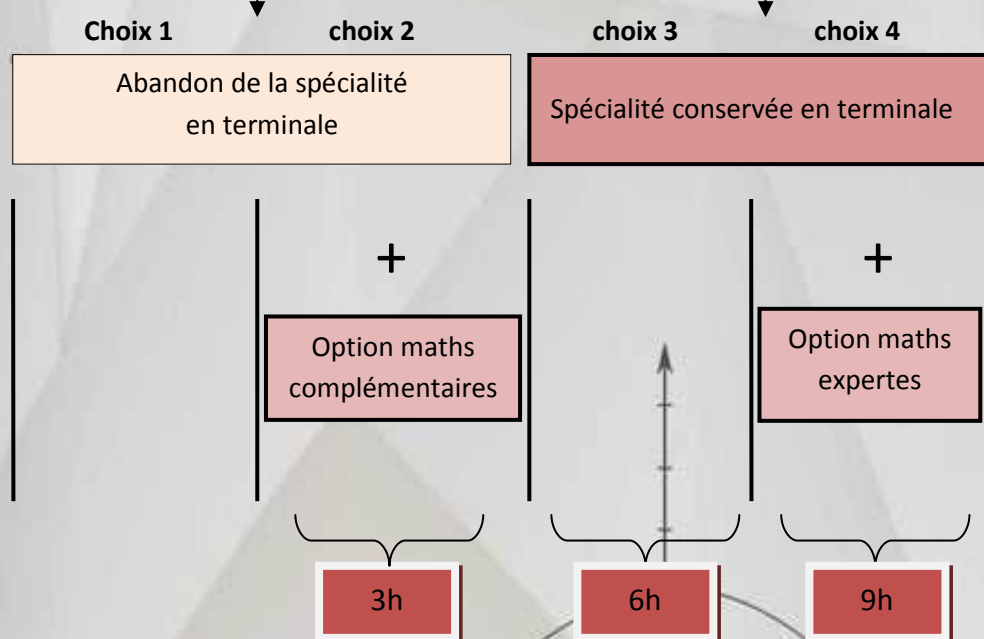 Choix 1
choix 2
choix 3
choix 4
Abandon de la spécialité
en terminale
Spécialité conservée en terminale
+
+
Option maths
complémentaires
Option maths
expertes
3h
6h
9h